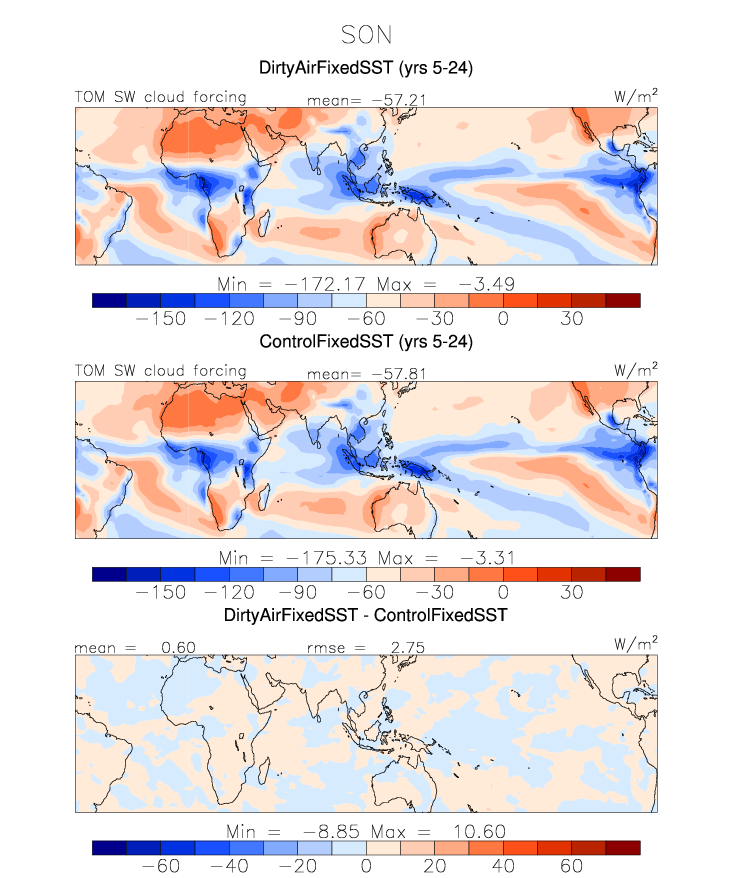 SON
DirtyAirFixedSST (yrs 5-24)
TOM SW cloud forcing mean= −57.21 W/m²
Min = −172.17 Max = −3.49
−150 −120 −90 −60 −30 0 30
ControlFixedSST (yrs 5-24)
TOM SW cloud forcing mean= −57.81 W/m²
Min = −175.33 Max = −3.31
−150 −120 −90 −60 −30 0 30
DirtyAirFixedSST - ControlFixedSST
mean = 0.60 rmse = 2.75 W/m²
Min = −8.85 Max = 10.60
−60 −40 −20 0 20 40 60